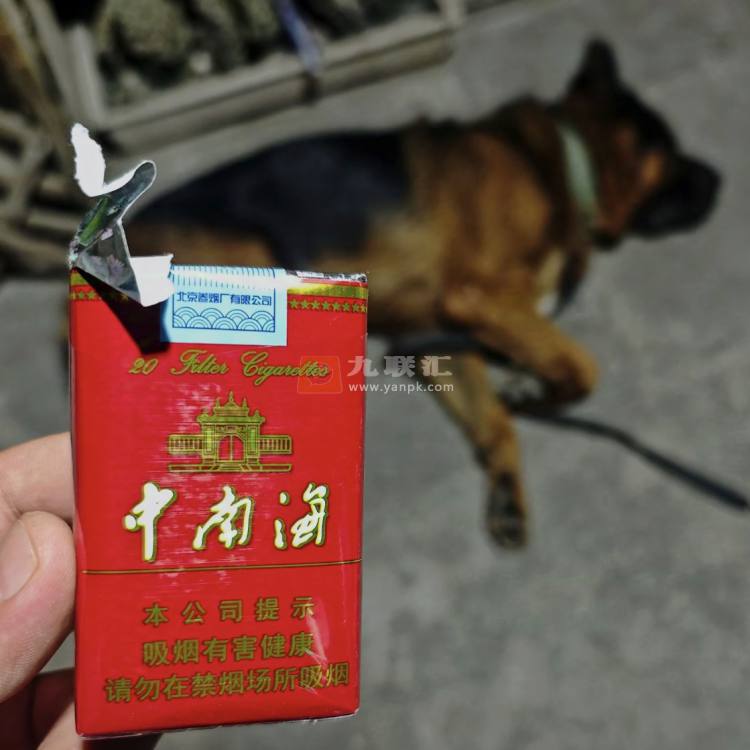 北京卷烟厂有限公司
20 Filter Cigarettes
九联汇
www.yanpk.com
中南海
本公司提示
吸烟有害健康
请勿在禁烟场所吸烟